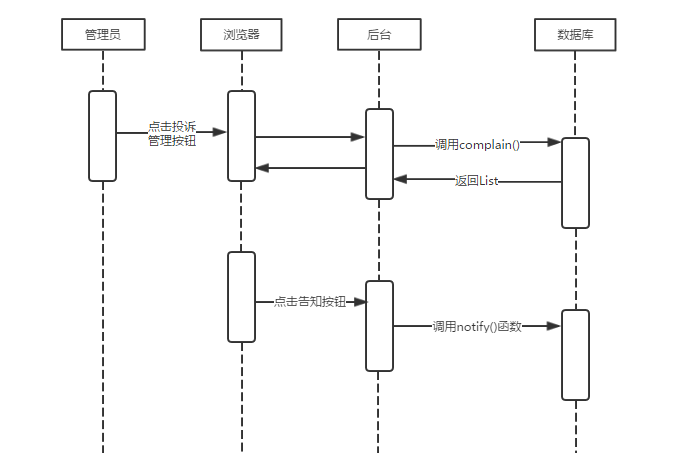 管理员
浏览器
后台
数据库
点击投诉
管理按钮
调用complain()
返回List
点击告知按钮
调用notify()函数